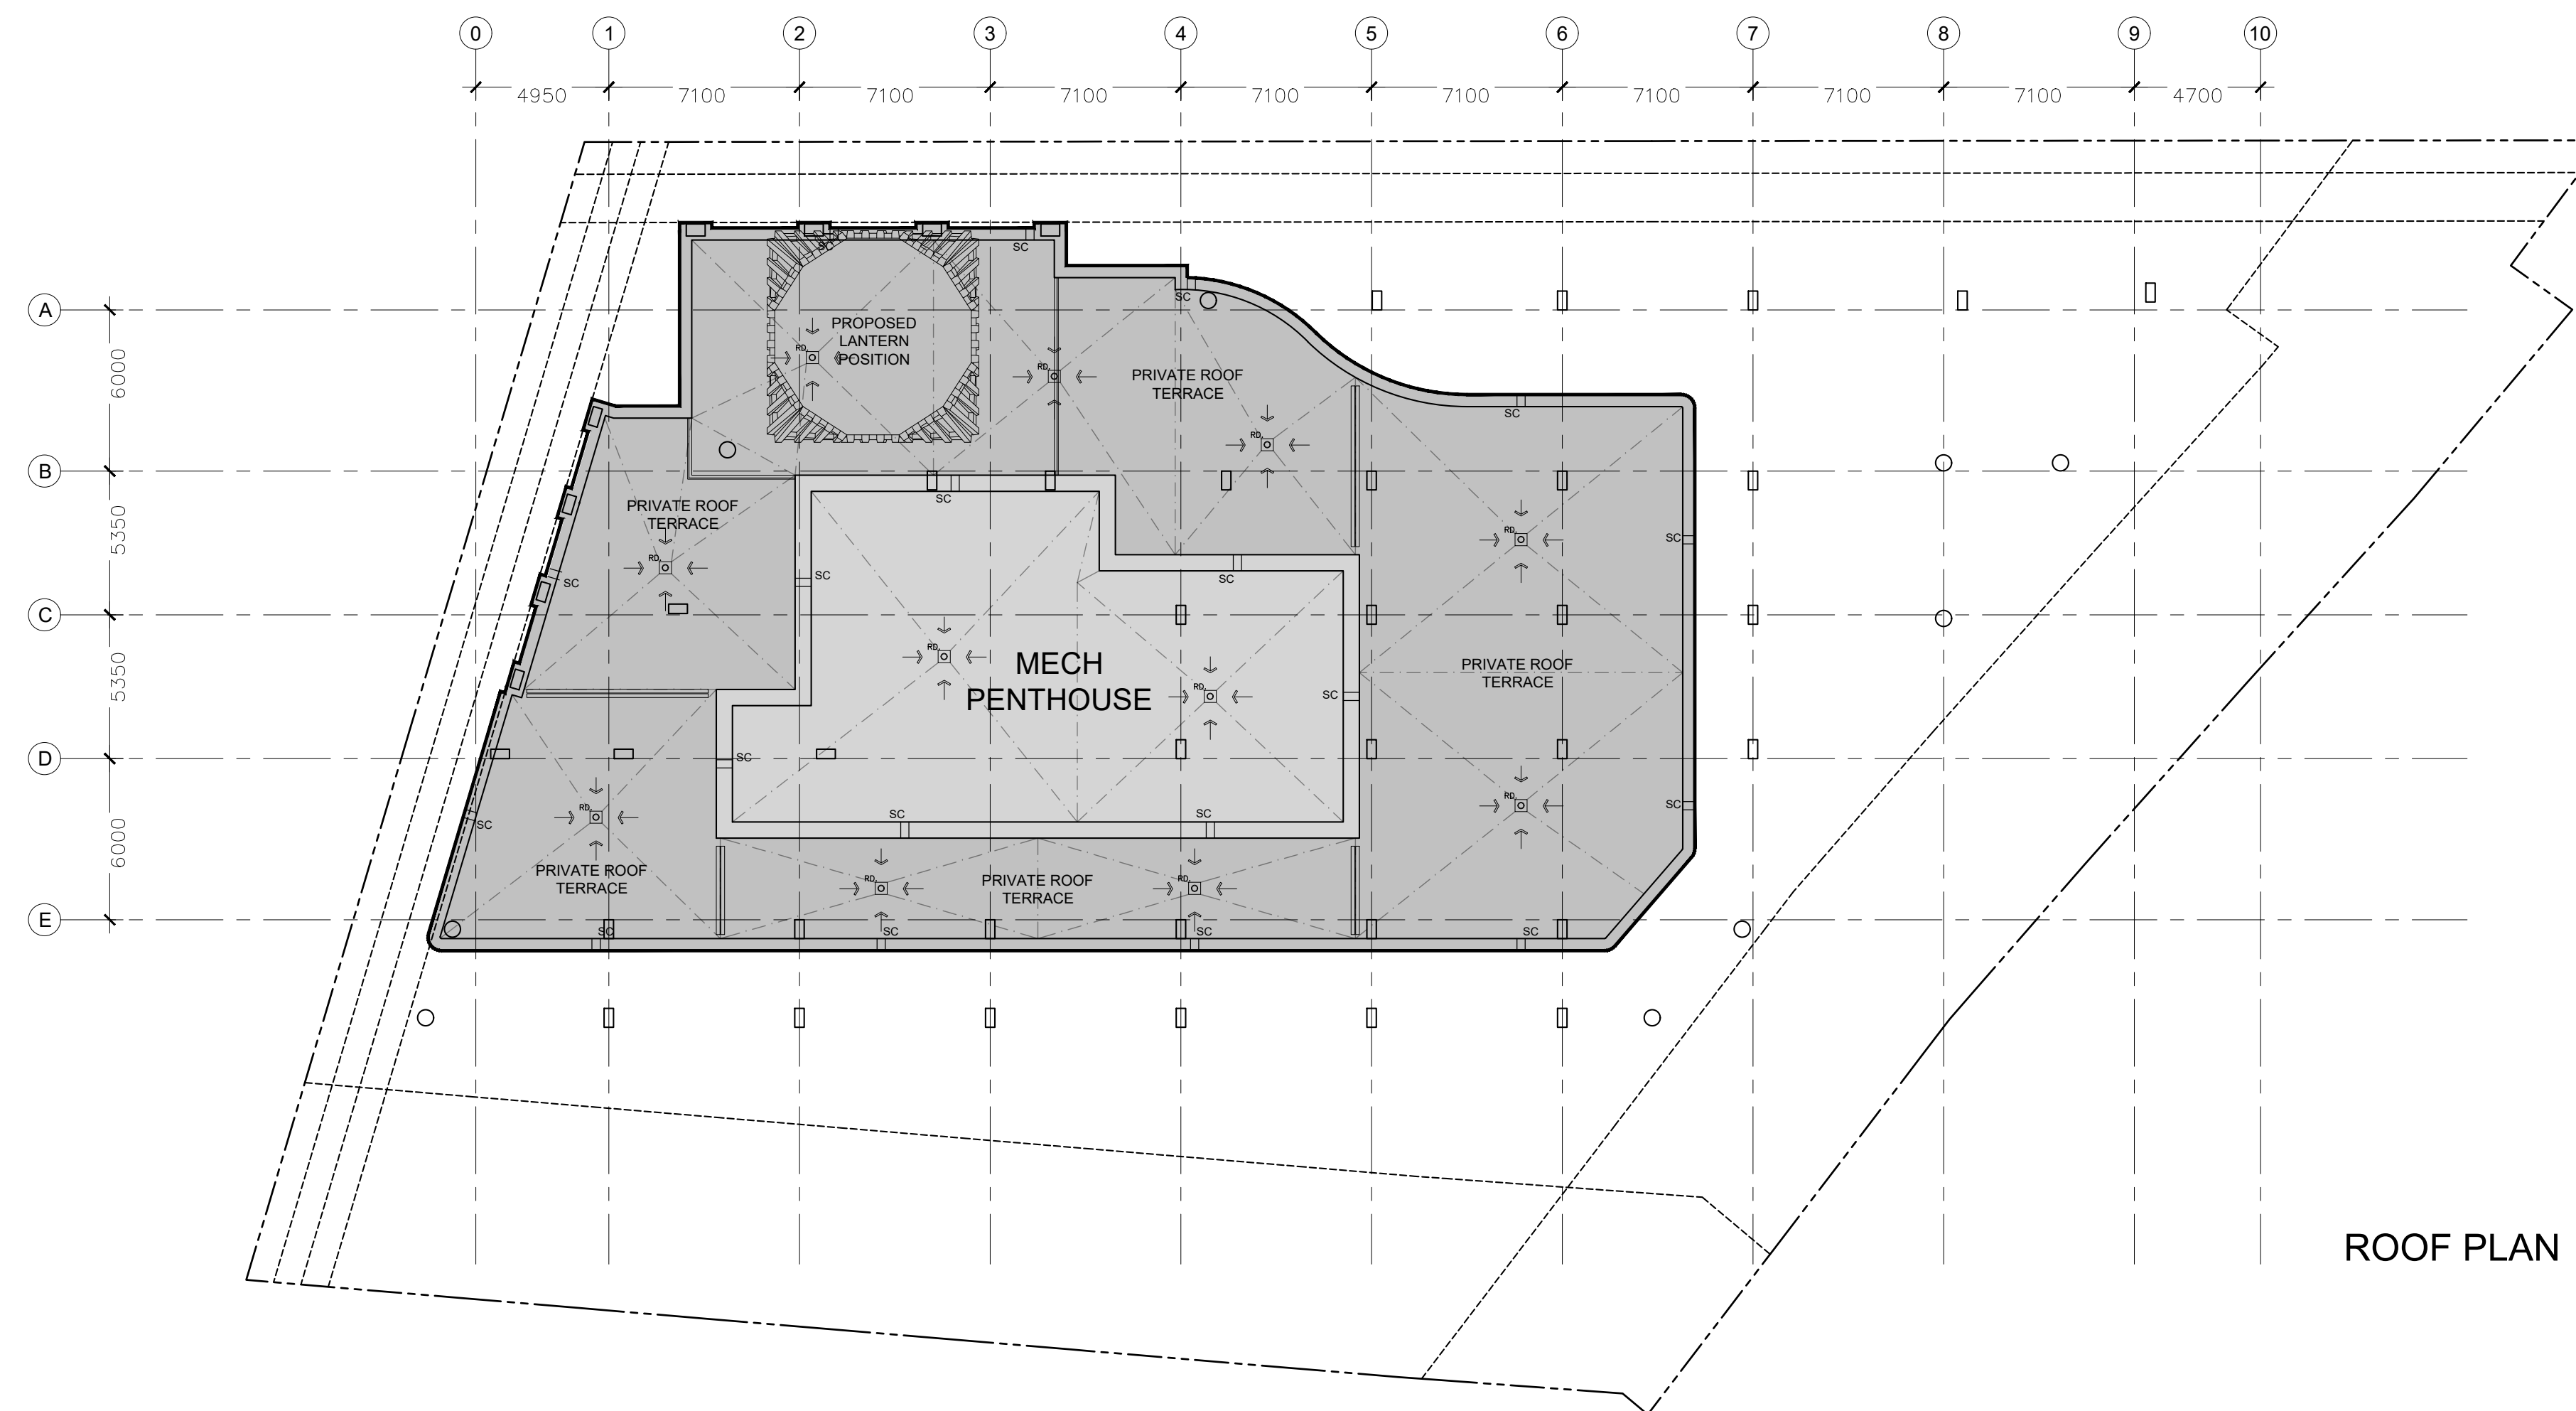 0 1 2 3 4 5 6 7 8 9 10
4950 7100 7100 7100 7100 7100 7100 7100 7100 4700
A
B
C
D
E
6000
5350
5350
6000
SC
SC
PROPOSED
LANTERN
POSITION
RD.
SC
RD.
PRIVATE ROOF
TERRACE
SC
RD.
PRIVATE ROOF
TERRACE
SC
RD.
SC
RD.
SC
SC
SC
RD.
MECH
PENTHOUSE
RD.
RD.
SC
PRIVATE ROOF
TERRACE
SC
SC
SC
SC
SC
RD.
RD.
PRIVATE ROOF
TERRACE
RD.
PRIVATE ROOF
TERRACE
RD.
SC
SC
SC
SC
ROOF PLAN